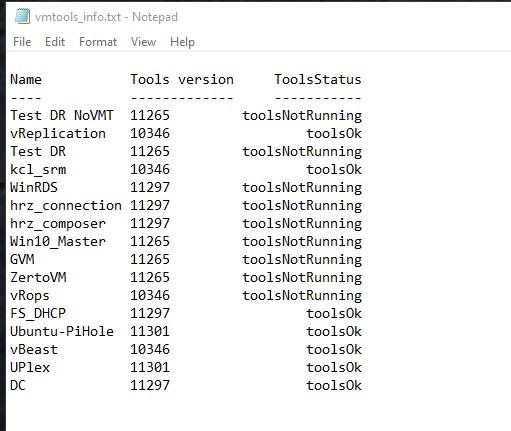 vmtools_info.txt - Notepad
File Edit Format View Help
Name Tools version ToolsStatus
---- ------------- -----------
Test DR NoVMT 11265 toolsNotRunning
vReplication 10346 toolsOk
Test DR 11265 toolsNotRunning
kcl_srm 10346 toolsOk
WinRDS 11297 toolsNotRunning
hrz_connection 11297 toolsNotRunning
hrz_composer 11297 toolsNotRunning
Win10_Master 11265 toolsNotRunning
GVM 11265 toolsNotRunning
ZertoVM 11265 toolsNotRunning
vRops 10346 toolsNotRunning
FS_DHCP 11297 toolsOk
Ubuntu-PiHole 11301 toolsOk
vBeast 10346 toolsOk
UPlex 11301 toolsOk
DC 11297 toolsOk